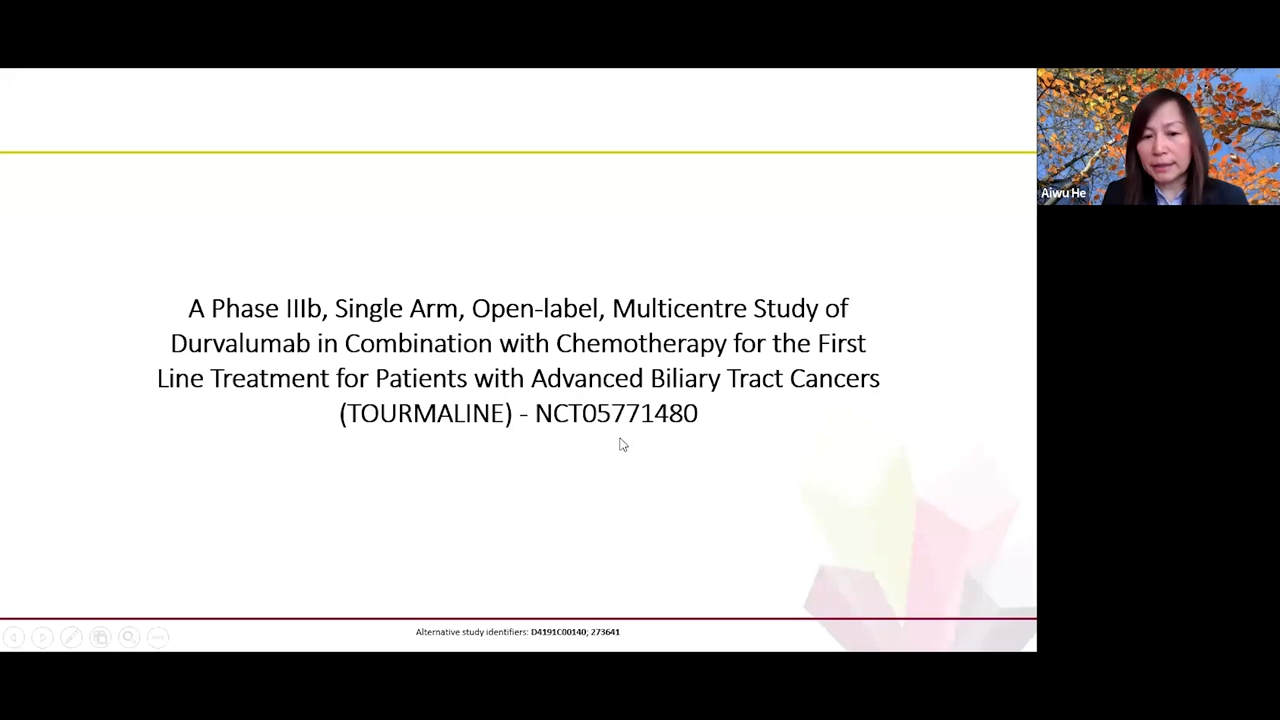 A Phase IIIb, Single Arm, Open-label, Multicentre Study of
Durvalumab in Combination with Chemotherapy for the First
Line Treatment for Patients with Advanced Biliary Tract Cancers
(TOURMALINE) - NCT05771480
Aiwu He
Alternative study identifiers: D4191C00140; 273641